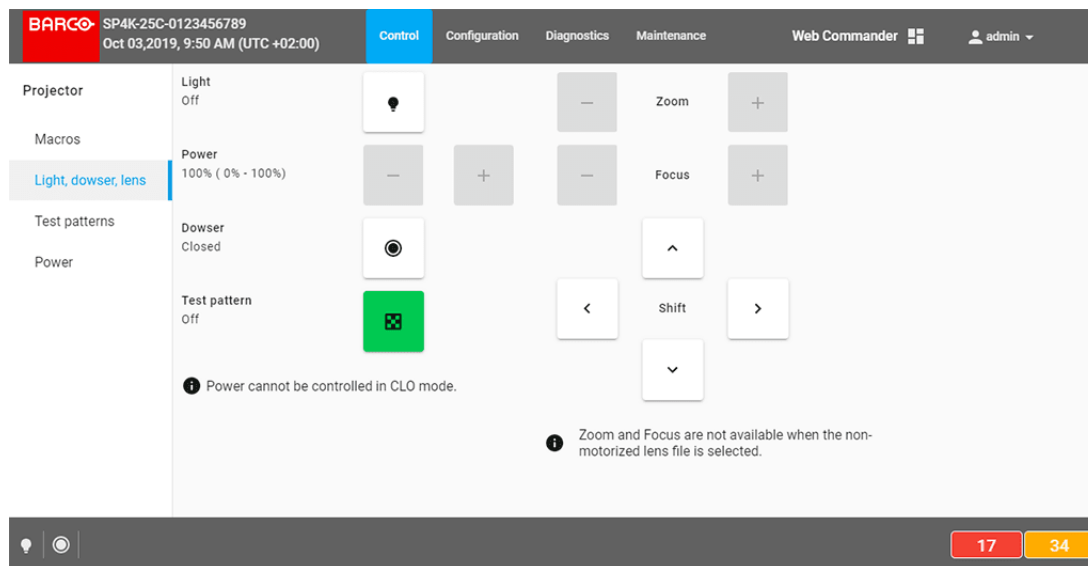 BARCO
SP4K-25C-0123456789
Oct 03,2019, 9:50 AM (UTC +02:00)
Control
Configuration
Diagnostics
Maintenance
Web Commander
admin
Projector
Macros
Light, dowser, lens
Test patterns
Power
Light
Off
Power
100% ( 0% - 100%)
Dowser
Closed
Test pattern
Off
Power cannot be controlled in CLO mode.
− Zoom +
− + − Focus +
Shift
Zoom and Focus are not available when the non-
motorized lens file is selected.
17
34